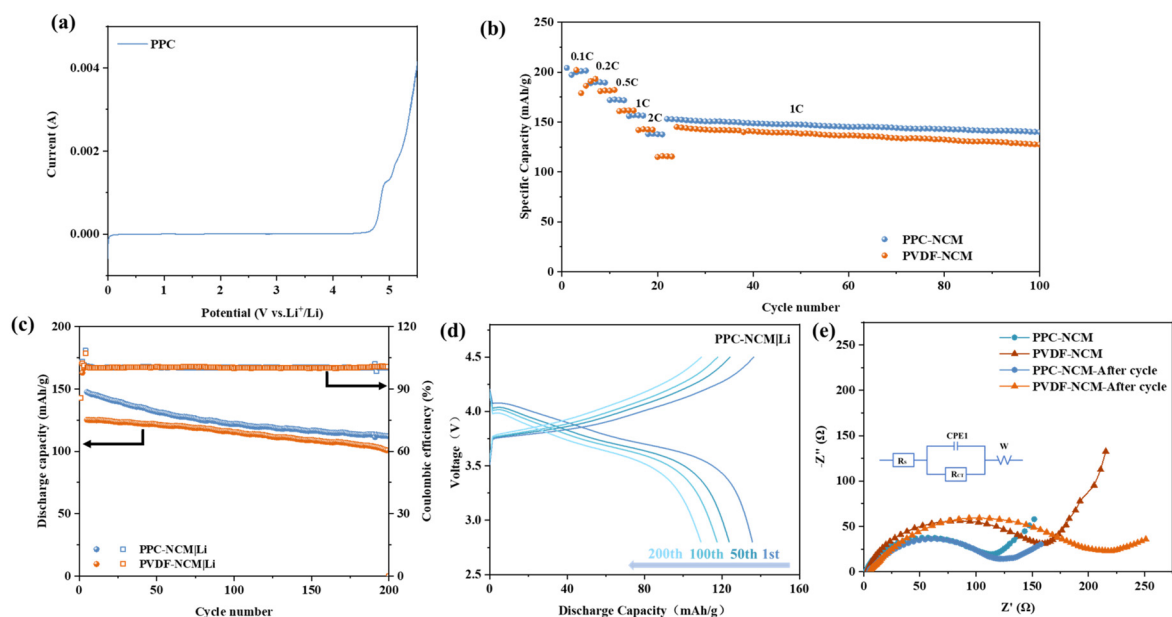 (a)
PPC
0.004
0.002
0.000
Current (A)
0
1
2
3
4
5
Potential (V vs.Li⁺/Li)
(b)
250
200
150
100
50
0
Specific Capacity (mAh/g)
0.1C
0.2C
0.5C
1C
2C
1C
PPC-NCM
PVDF-NCM
0
20
40
60
80
100
Cycle number
(c)
200
150
100
50
0
Discharge capacity (mAh/g)
120
90
60
30
0
Coulombic efficiency (%)
PPC-NCM|Li
PVDF-NCM|Li
0
50
100
150
200
Cycle number
(d)
PPC-NCM|Li
4.5
4.0
3.5
3.0
2.5
Voltage (V)
200th 100th 50th 1st
0
40
80
120
160
Discharge Capacity (mAh/g)
(e)
PPC-NCM
PVDF-NCM
PPC-NCM-After cycle
PVDF-NCM-After cycle
250
200
150
100
50
0
-Z'' (Ω)
CPE1
W
RCT
0
50
100
150
200
250
Z' (Ω)